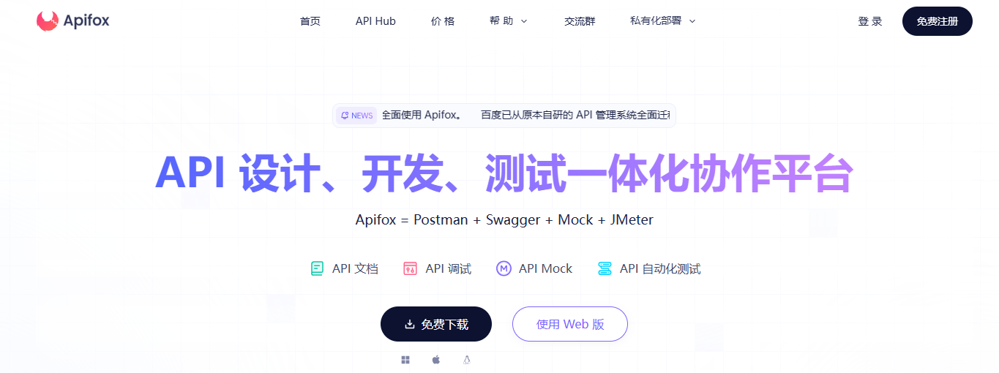 Apifox 首页 API Hub 价格 帮助 交流群 私有化部署 登录 免费注册
NEWS 全面使用 Apifox。 百度已从原本自研的 API 管理系统全面迁
API 设计、开发、测试一体化协作平台
Apifox = Postman + Swagger + Mock + JMeter
API 文档 API 调试 API Mock API 自动化测试
免费下载 使用 Web 版